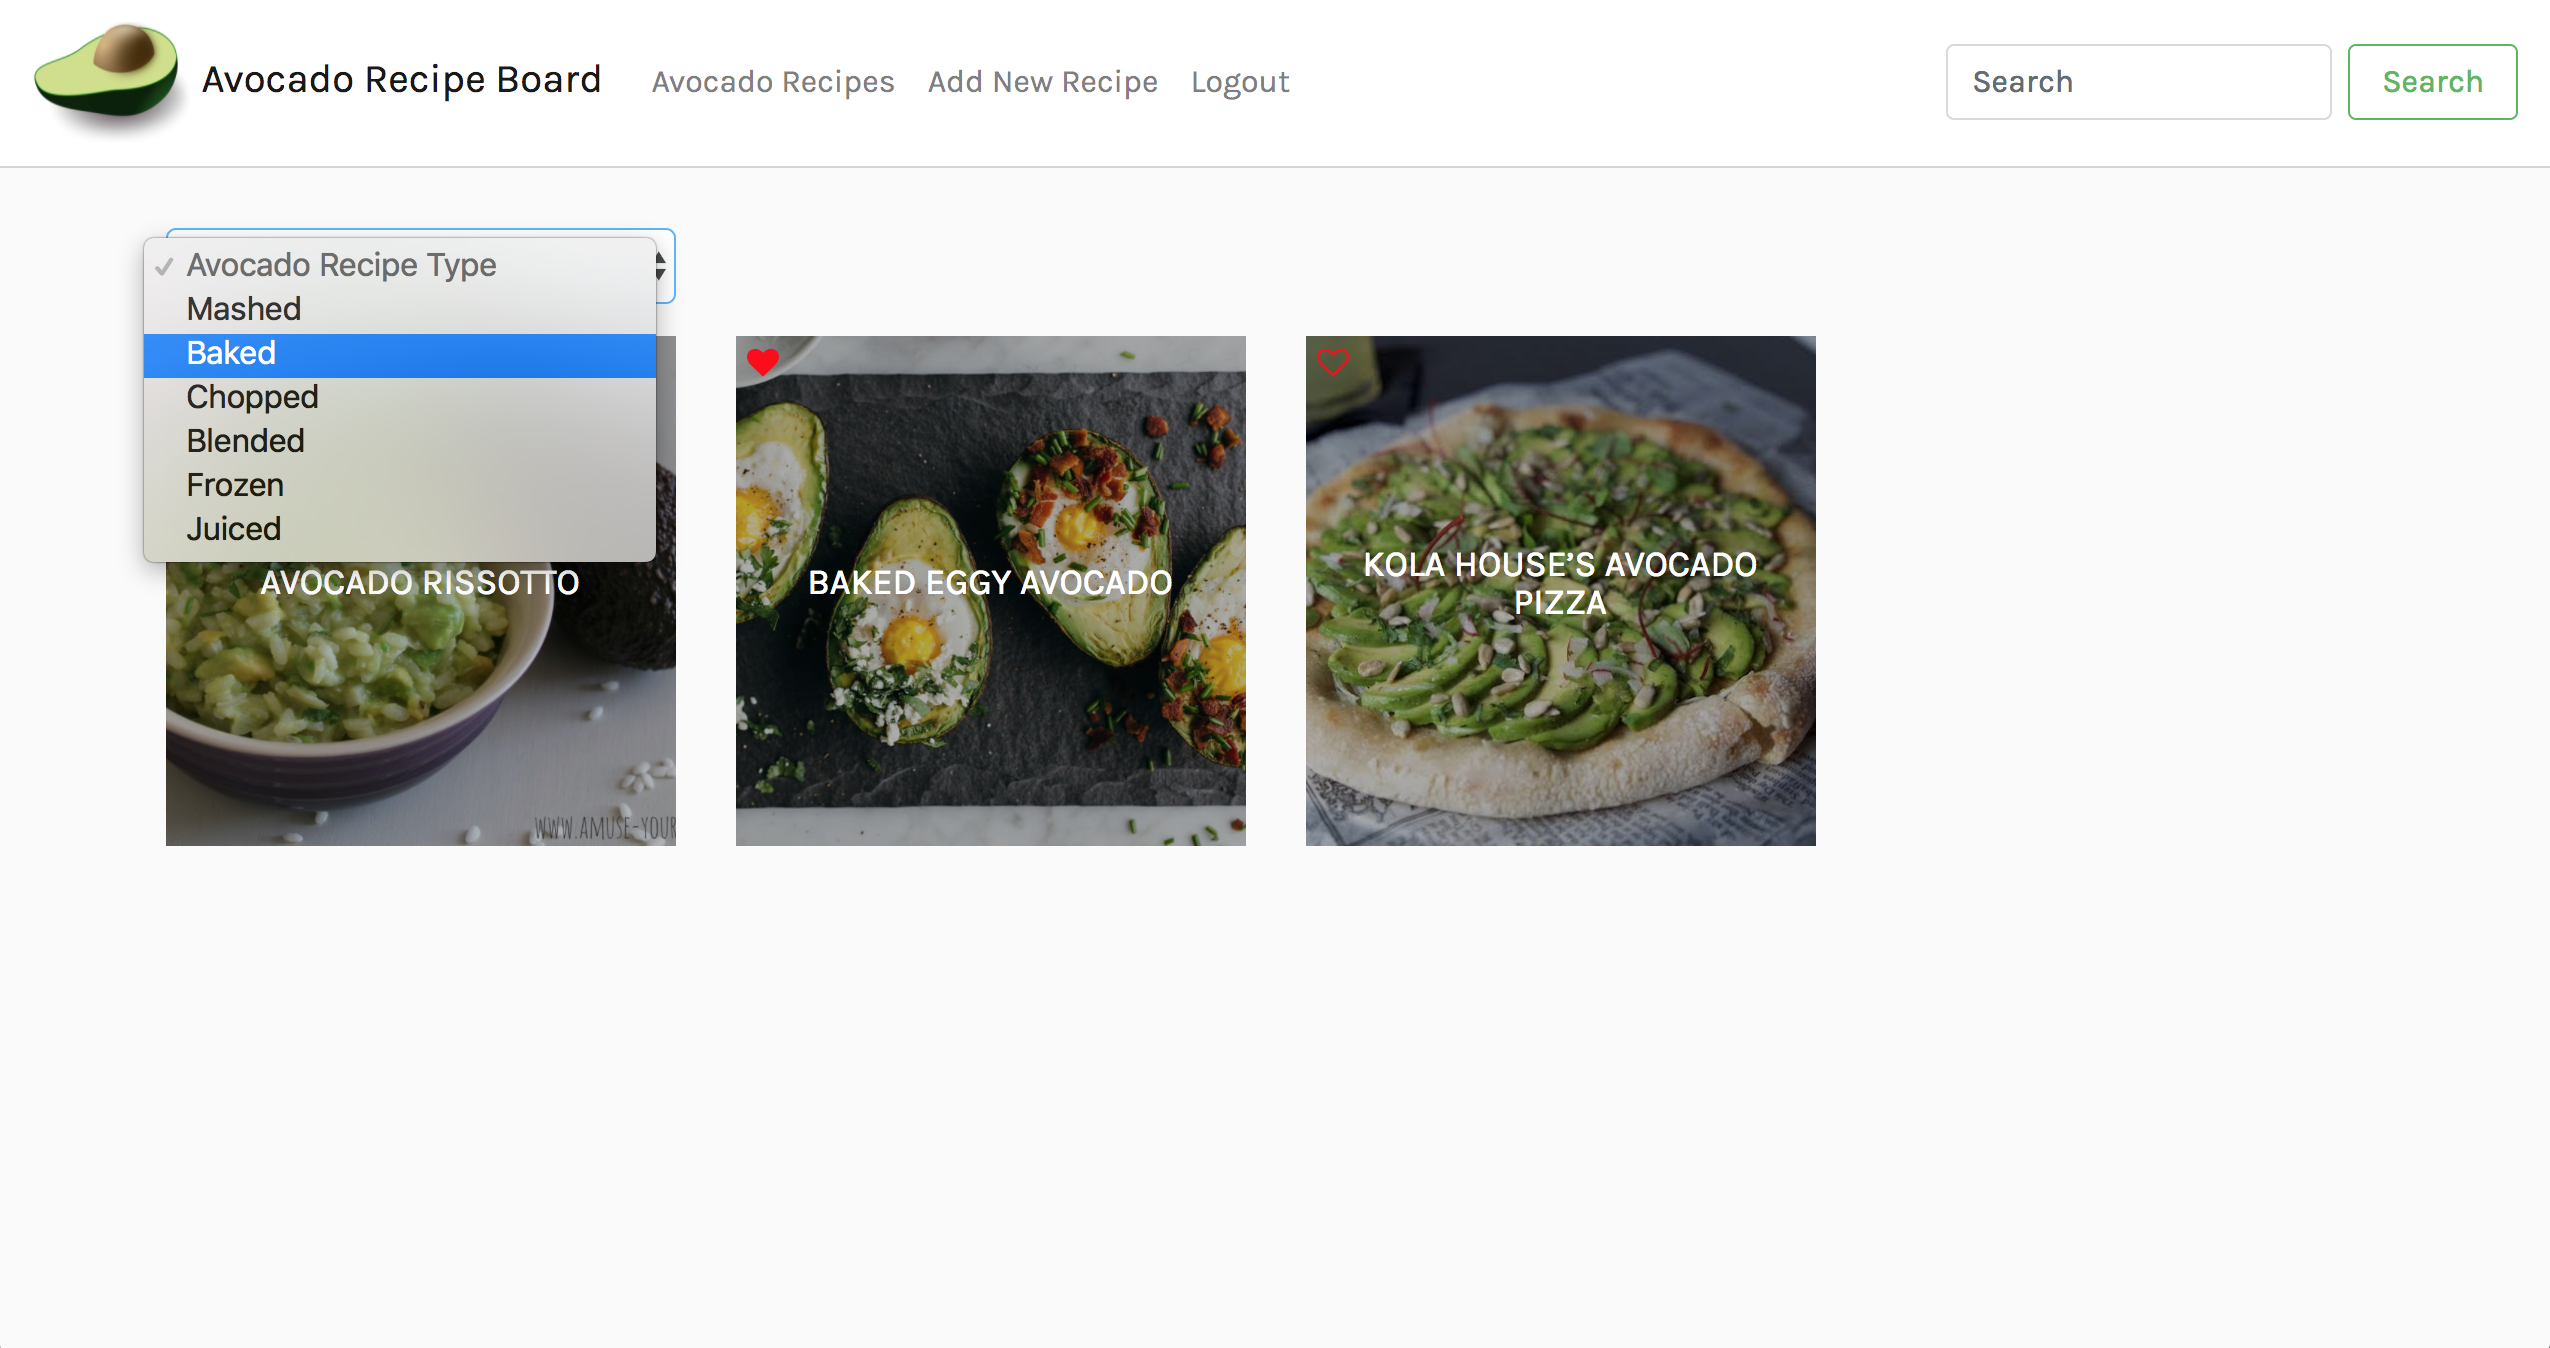 Avocado Recipe Board
Avocado Recipes
Add New Recipe
Logout
Search
Search
✓ Avocado Recipe Type
Mashed
Baked
Chopped
Blended
Frozen
Juiced
AVOCADO RISSOTTO
WWW.AMUSE-YOUR
BAKED EGGY AVOCADO
KOLA HOUSE’S AVOCADO
PIZZA